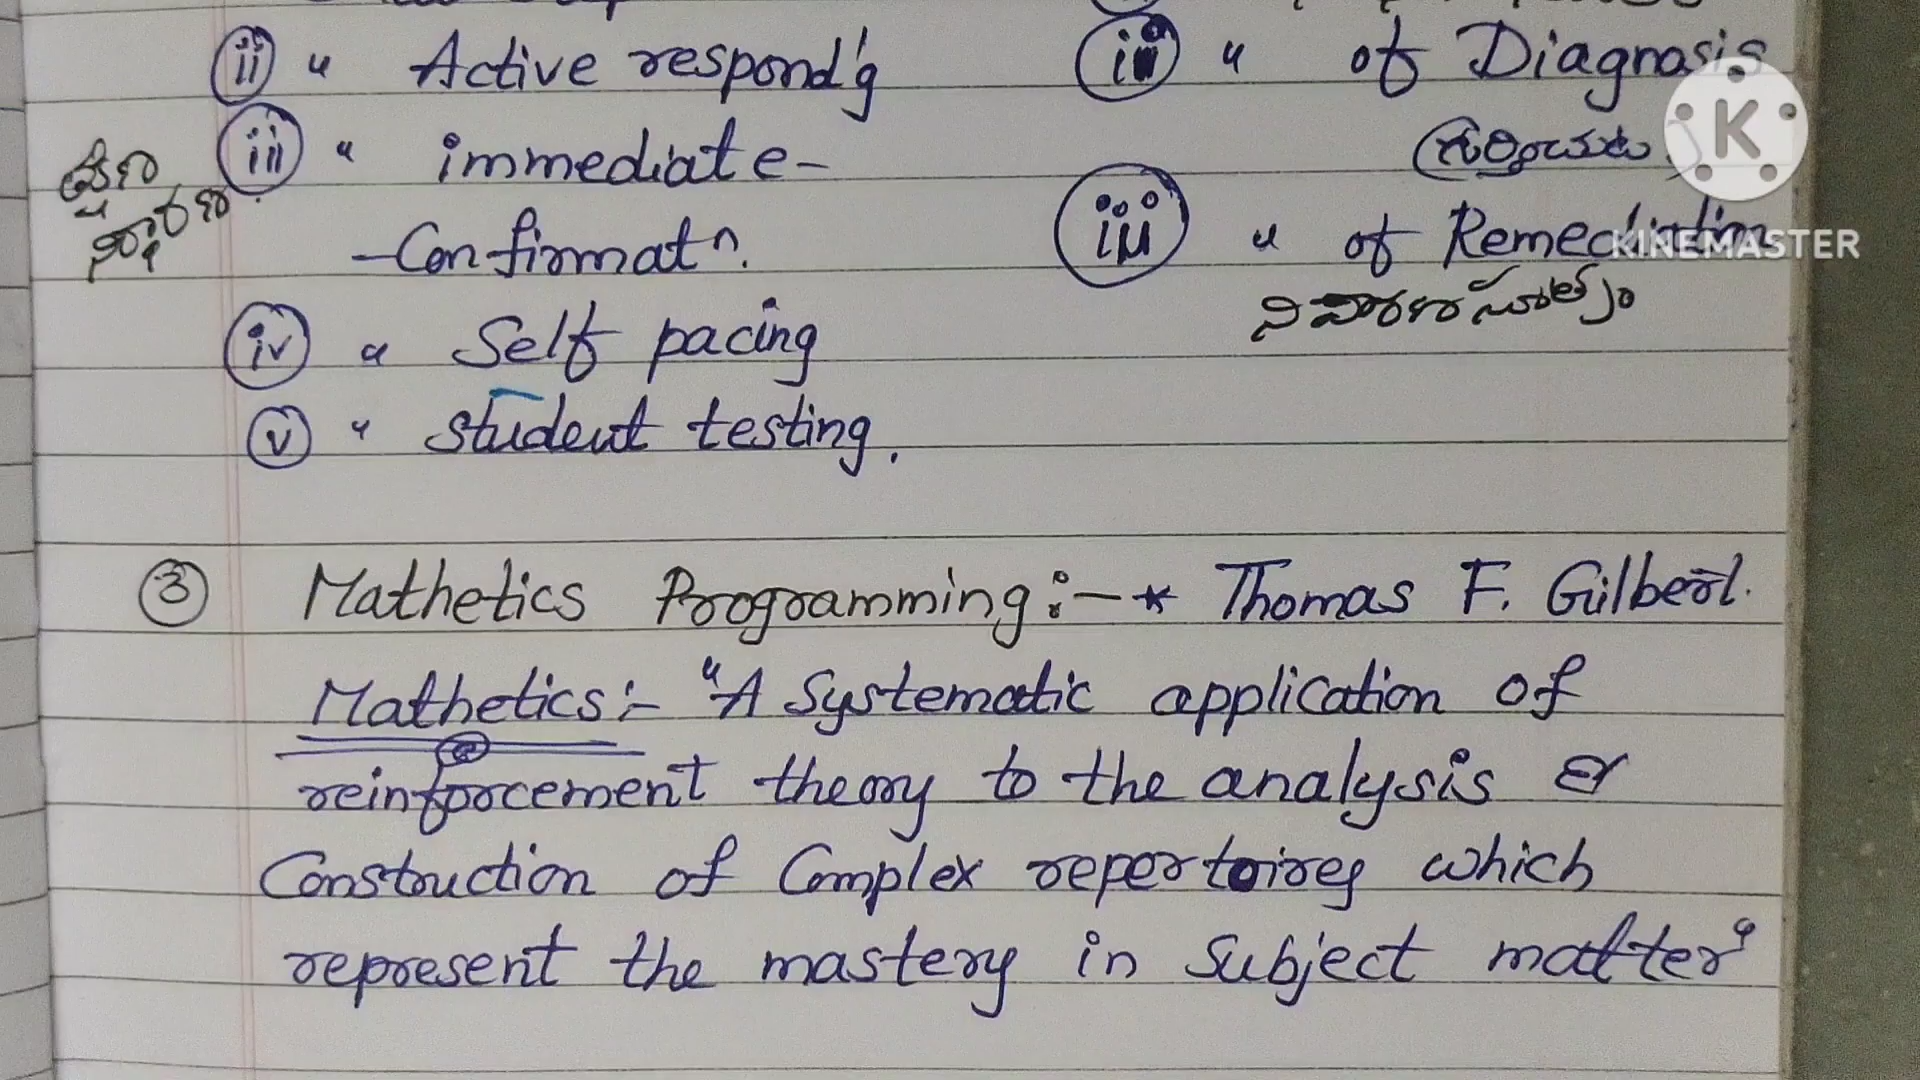 ii " Active respond'g
iii " immediate-
-Confirmatn.
iv " Self pacing
v " student testing.
ii " of Diagnosis
iii " of Remediation
3 Mathetics Programming:- * Thomas F. Gilbert.
Mathetics:- "A Systematic application of
reinforcement theory to the analysis &
Construction of Complex repertoires which
represent the mastery in Subject matter"
K
KINEMASTER